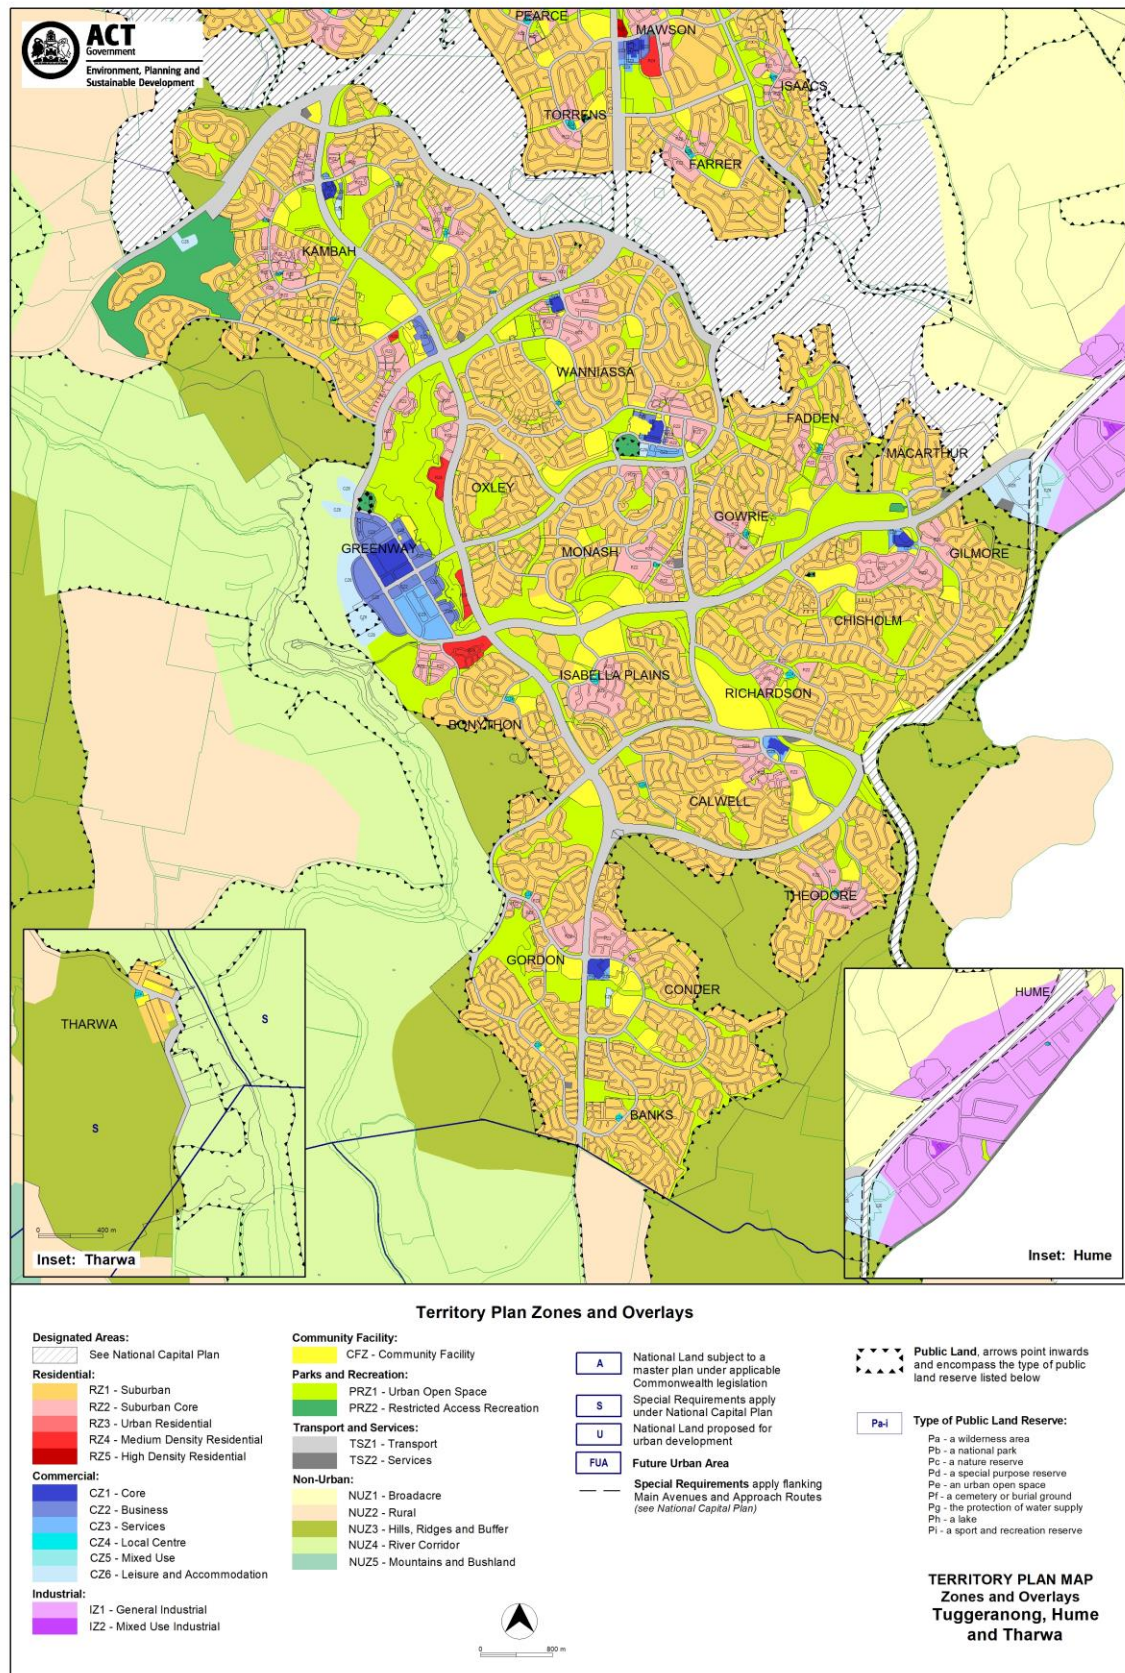 ACT
Government
Environment, Planning and
Sustainable Development
PEARCE
MAWSON
ISAACS
TORRENS
FARRER
KAMBAH
WANNIASSA
FADDEN
MACARTHUR
OXLEY
GOWRIE
GREENWAY
MONASH
GILMORE
CHISHOLM
ISABELLA PLAINS
RICHARDSON
BONYTHON
CALWELL
THEODORE
GORDON
CONDER
BANKS
THARWA
S
S
0 400 m
Inset: Tharwa
HUME
Inset: Hume
Territory Plan Zones and Overlays
Designated Areas:
See National Capital Plan
Residential:
RZ1 - Suburban
RZ2 - Suburban Core
RZ3 - Urban Residential
RZ4 - Medium Density Residential
RZ5 - High Density Residential
Commercial:
CZ1 - Core
CZ2 - Business
CZ3 - Services
CZ4 - Local Centre
CZ5 - Mixed Use
CZ6 - Leisure and Accommodation
Industrial:
IZ1 - General Industrial
IZ2 - Mixed Use Industrial
Community Facility:
CFZ - Community Facility
Parks and Recreation:
PRZ1 - Urban Open Space
PRZ2 - Restricted Access Recreation
Transport and Services:
TSZ1 - Transport
TSZ2 - Services
Non-Urban:
NUZ1 - Broadacre
NUZ2 - Rural
NUZ3 - Hills, Ridges and Buffer
NUZ4 - River Corridor
NUZ5 - Mountains and Bushland
0 800 m
A National Land subject to a
master plan under applicable
Commonwealth legislation
S Special Requirements apply
under National Capital Plan
U National Land proposed for
urban development
FUA Future Urban Area
Special Requirements apply flanking
Main Avenues and Approach Routes
(see National Capital Plan)
Public Land, arrows point inwards
and encompass the type of public
land reserve listed below
Pa-i Type of Public Land Reserve:
Pa - a wilderness area
Pb - a national park
Pc - a nature reserve
Pd - a special purpose reserve
Pe - an urban open space
Pf - a cemetery or burial ground
Pg - the protection of water supply
Ph - a lake
Pi - a sport and recreation reserve
TERRITORY PLAN MAP
Zones and Overlays
Tuggeranong, Hume
and Tharwa